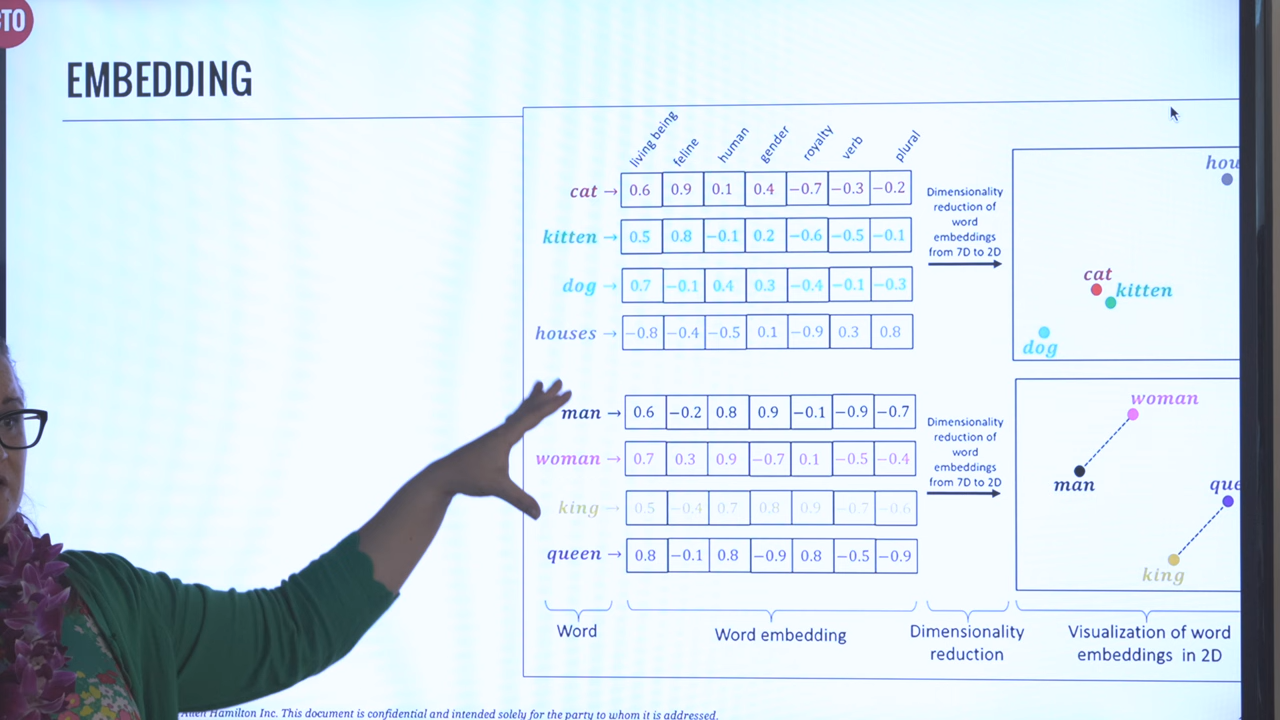 EMBEDDING
living being feline human gender royalty verb plural
cat → 0.6 0.9 0.1 0.4 −0.7 −0.3 −0.2
kitten → 0.5 0.8 −0.1 0.2 −0.6 −0.5 −0.1
dog → 0.7 −0.1 0.4 0.3 −0.4 −0.1 −0.3
houses → −0.8 −0.4 −0.5 0.1 −0.9 0.3 0.8
Dimensionality
reduction of
word
embeddings
from 7D to 2D
hou
cat
kitten
dog
man → 0.6 −0.2 0.8 0.9 −0.1 −0.9 −0.7
woman → 0.7 0.3 0.9 −0.7 0.1 −0.5 −0.4
king → 0.5 −0.4 0.7 0.8 0.9 −0.7 −0.6
queen → 0.8 −0.1 0.8 −0.9 0.8 −0.5 −0.9
Dimensionality
reduction of
word
embeddings
from 7D to 2D
woman
man
que
king
Word
Word embedding
Dimensionality
reduction
Visualization of word
embeddings in 2D
Hamilton Inc. This document is confidential and intended solely for the party to whom it is addressed.